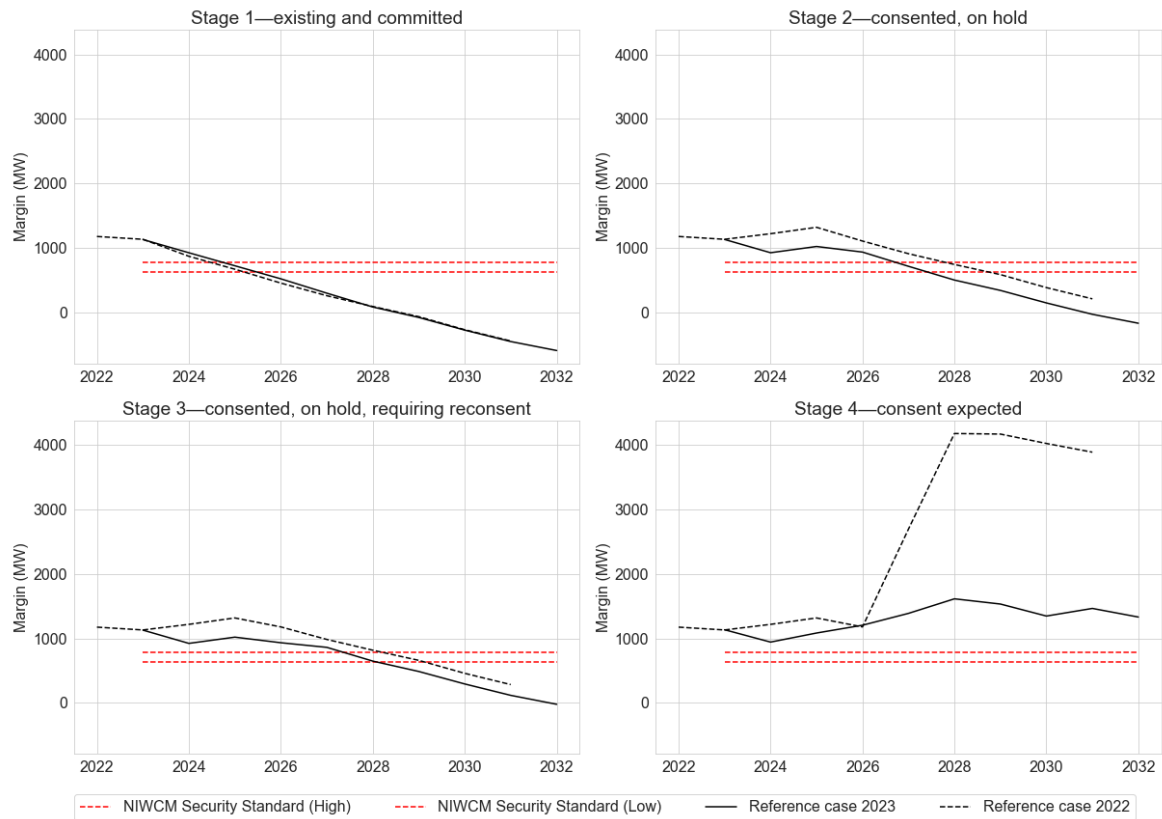 Stage 1—existing and committed
Margin (MW)
4000
3000
2000
1000
0
2022 2024 2026 2028 2030 2032
Stage 2—consented, on hold
Margin (MW)
4000
3000
2000
1000
0
2022 2024 2026 2028 2030 2032
Stage 3—consented, on hold, requiring reconsent
Margin (MW)
4000
3000
2000
1000
0
2022 2024 2026 2028 2030 2032
Stage 4—consent expected
Margin (MW)
4000
3000
2000
1000
0
2022 2024 2026 2028 2030 2032
NIWCM Security Standard (High) NIWCM Security Standard (Low) Reference case 2023 Reference case 2022